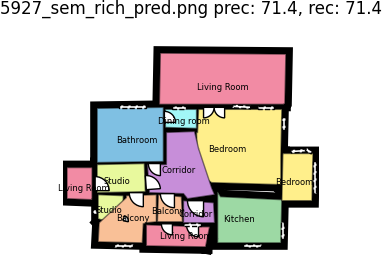 5927_sem_rich_pred.png prec: 71.4, rec: 71.4
Living Room
Dining room
Bathroom
Bedroom
Corridor
Studio
Living Room
Bedroom
Studio
Balcony
Balcony
Corridor
Kitchen
Living Room